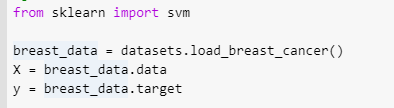 from sklearn import svm
breast_data = datasets.load_breast_cancer()
X = breast_data.data
y = breast_data.target